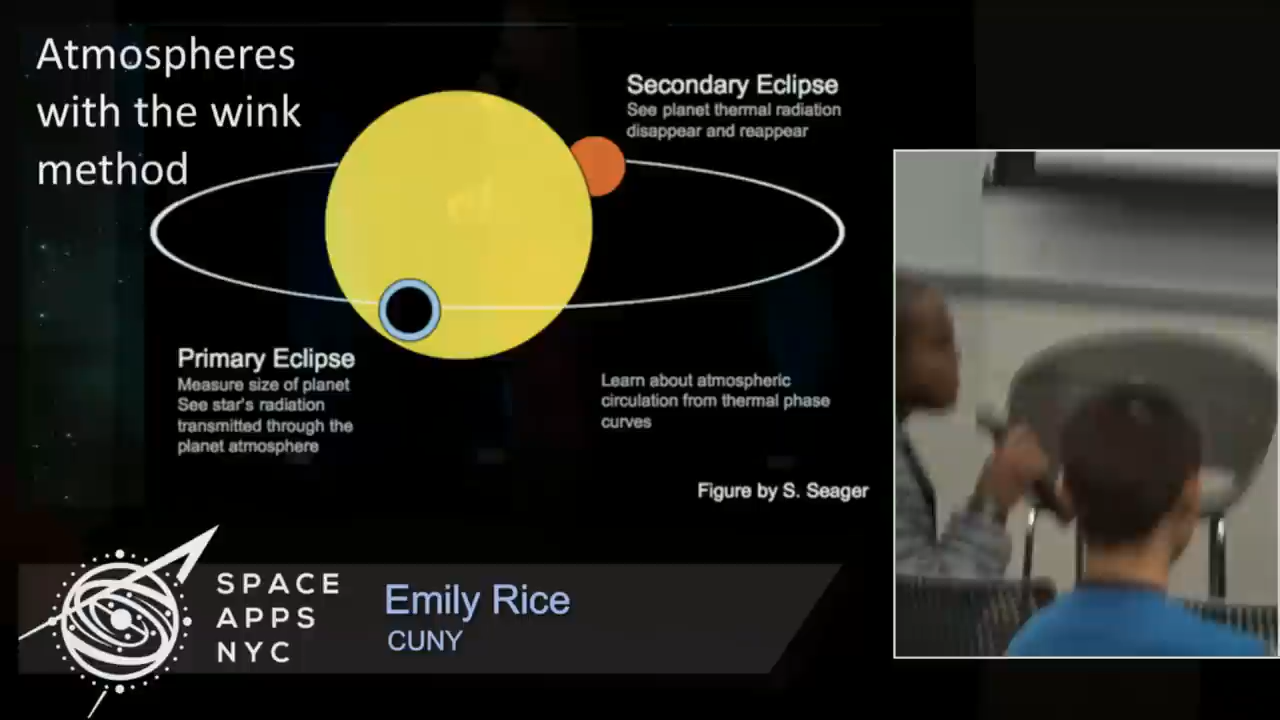 Atmospheres
with the wink
method
Secondary Eclipse
See planet thermal radiation
disappear and reappear
Primary Eclipse
Measure size of planet
See star's radiation
transmitted through the
planet atmosphere
Learn about atmospheric
circulation from thermal phase
curves
Figure by S. Seager
SPACE
APPS
NYC
Emily Rice
CUNY